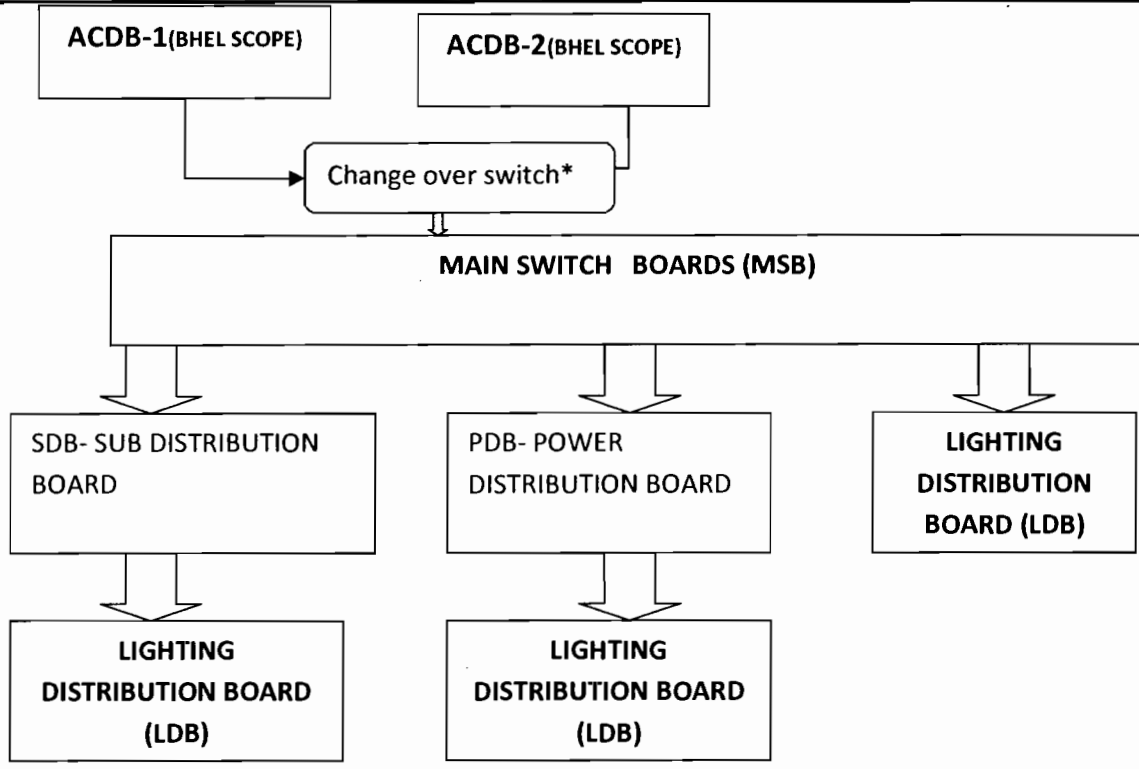 ACDB-1(BHEL SCOPE)
ACDB-2(BHEL SCOPE)
Change over switch*
MAIN SWITCH BOARDS (MSB)
SDB- SUB DISTRIBUTION
BOARD
PDB- POWER
DISTRIBUTION BOARD
LIGHTING
DISTRIBUTION
BOARD (LDB)
LIGHTING
DISTRIBUTION BOARD
(LDB)
LIGHTING
DISTRIBUTION BOARD
(LDB)